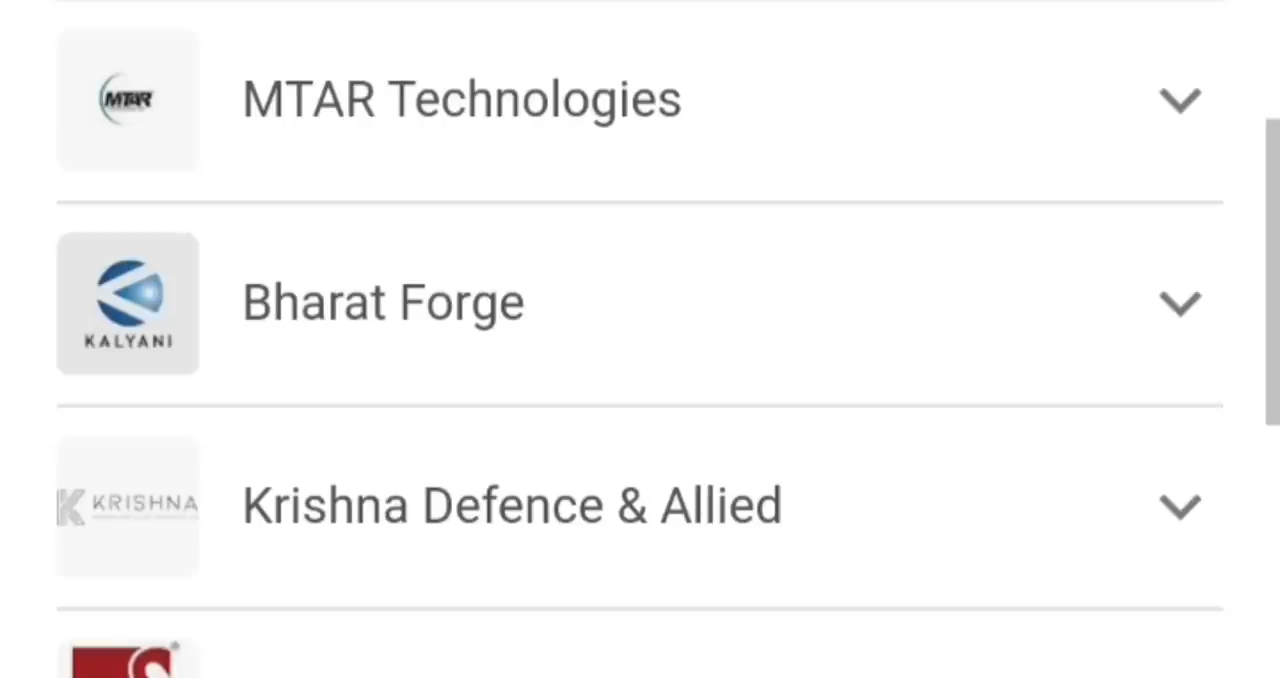 MTAR
MTAR Technologies
KALYANI
Bharat Forge
KRISHNA
Krishna Defence & Allied